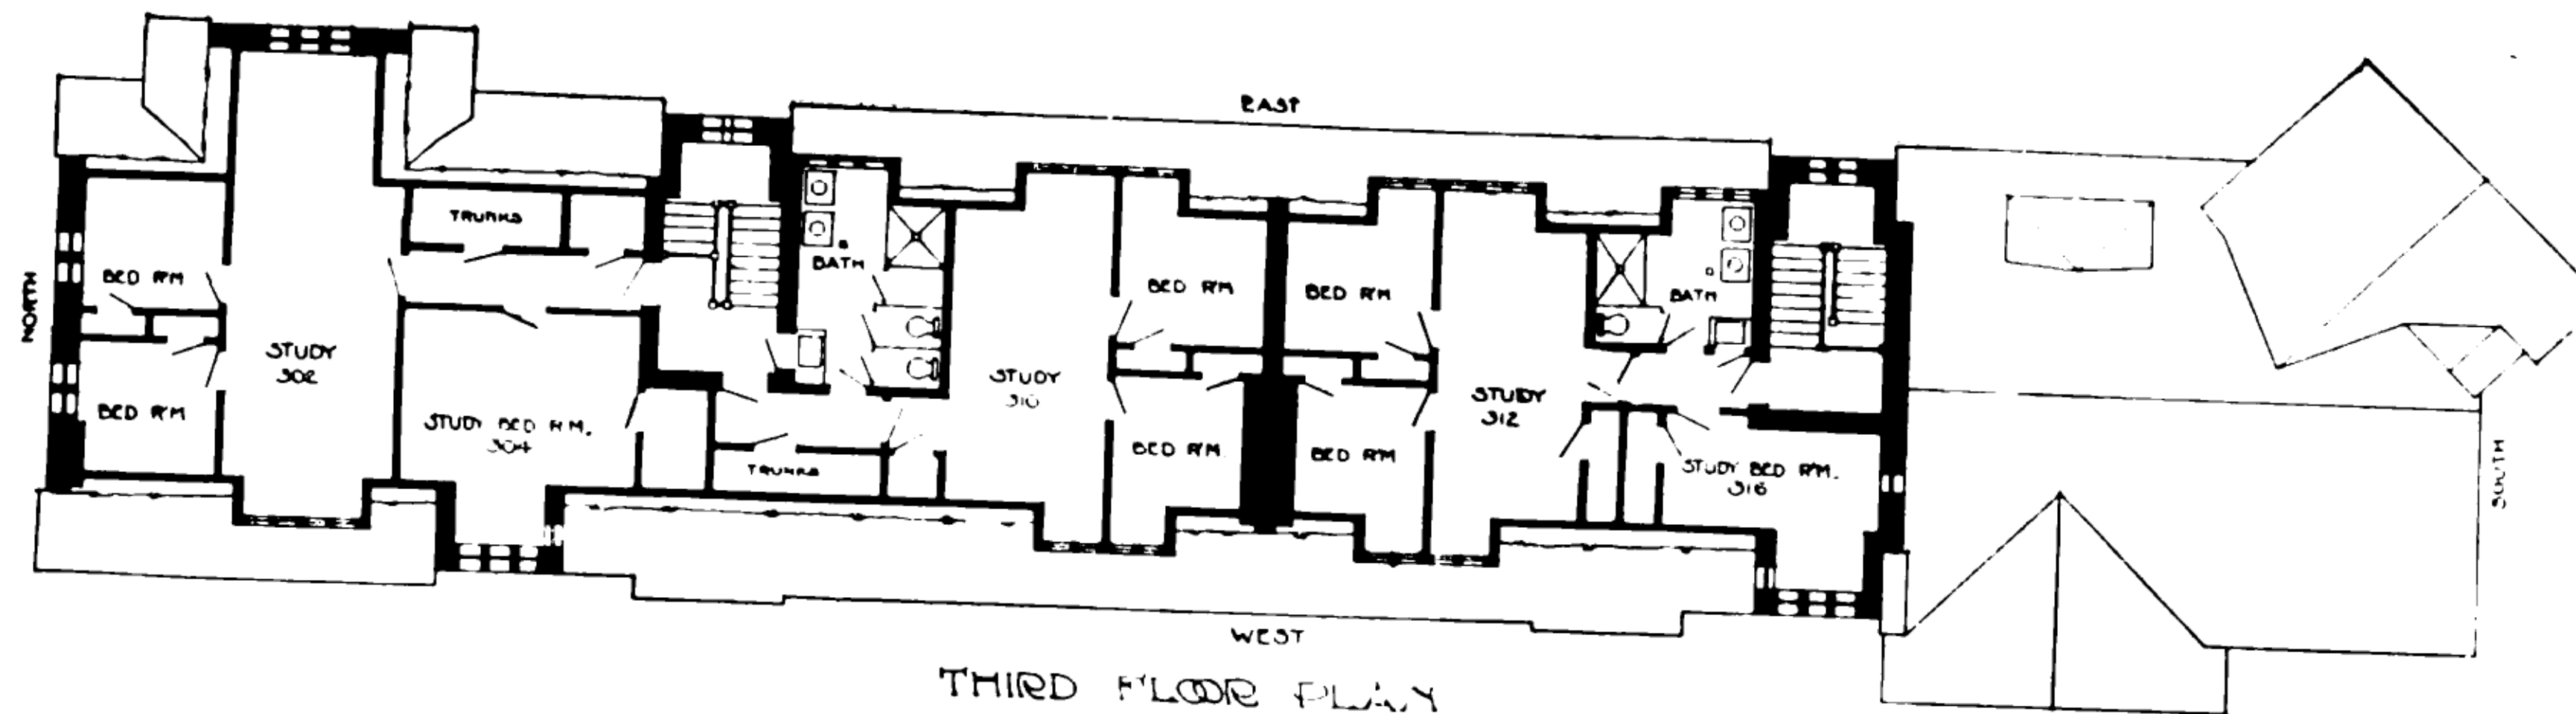 EAST
TRUNKS
BATH
BED R'M
BED R'M
BED R'M
BATH
NORTH
STUDY
302
STUDY
310
STUDY
312
BED R'M
STUDY BED R'M.
304
TRUNKS
BED R'M
BED R'M
STUDY BED R'M.
316
SOUTH
WEST
THIRD FLOOR PLAN